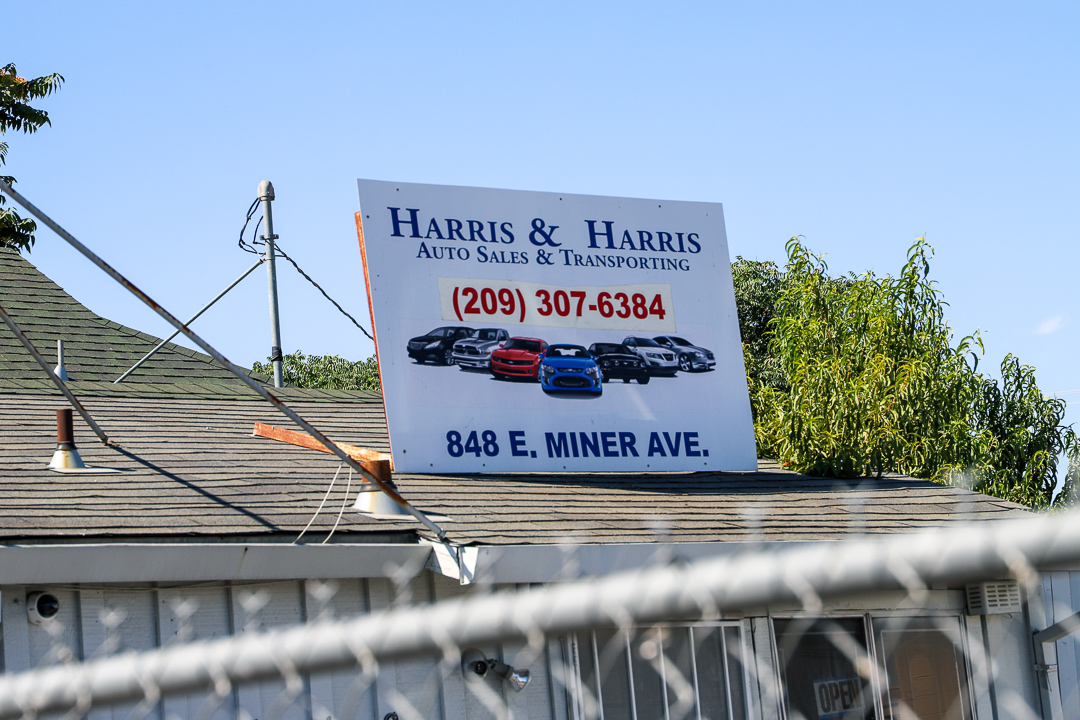 HARRIS & HARRIS
AUTO SALES & TRANSPORTING
(209) 307-6384
848 E. MINER AVE.
OPEN